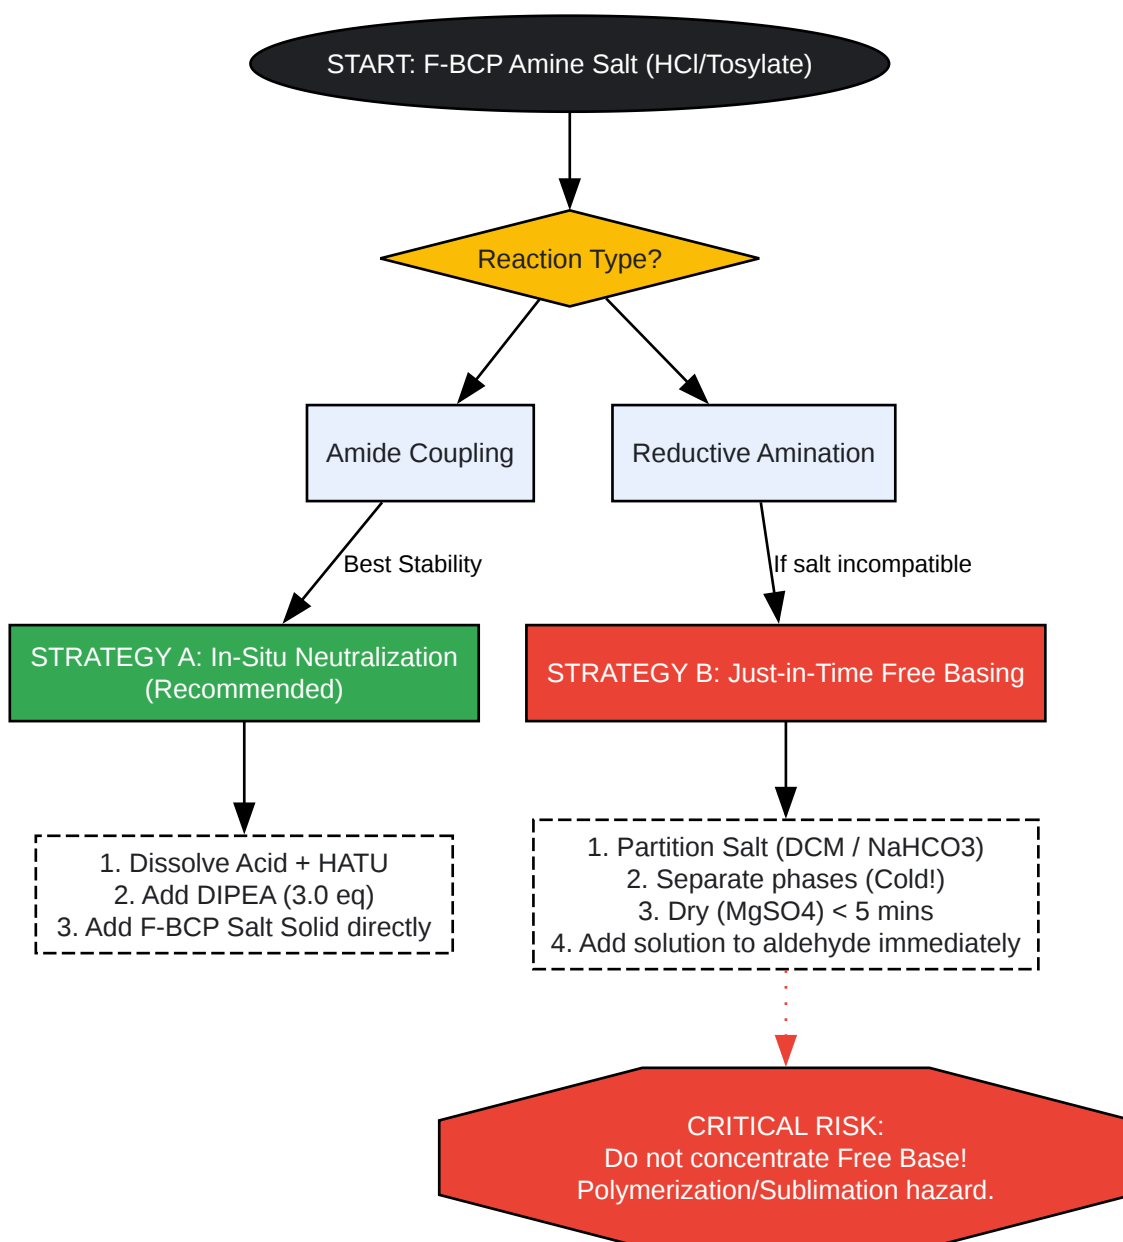 START: F-BCP Amine Salt (HCl/Tosylate)
Reaction Type?
Amide Coupling
Reductive Amination
Best Stability
If salt incompatible
STRATEGY A: In-Situ Neutralization
(Recommended)
STRATEGY B: Just-in-Time Free Basing
1. Dissolve Acid + HATU
2. Add DIPEA (3.0 eq)
3. Add F-BCP Salt Solid directly
1. Partition Salt (DCM / NaHCO3)
2. Separate phases (Cold!)
3. Dry (MgSO4) < 5 mins
4. Add solution to aldehyde immediately
CRITICAL RISK:
Do not concentrate Free Base!
Polymerization/Sublimation hazard.